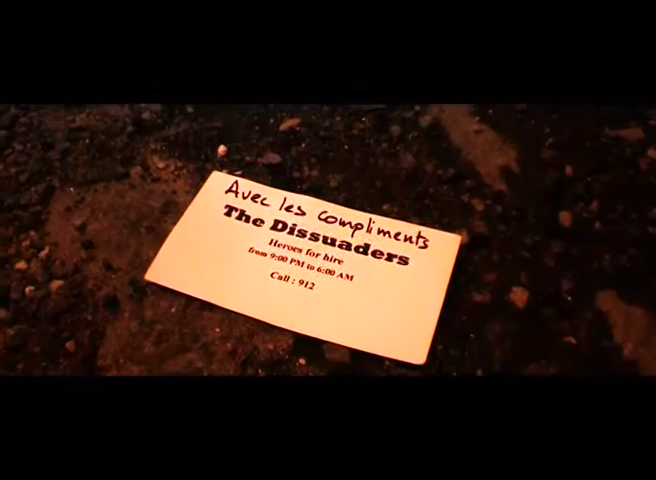 Avec les compliments
The Dissuaders
Heroes for hire
from 9:00 PM to 6:00 AM
Call : 912